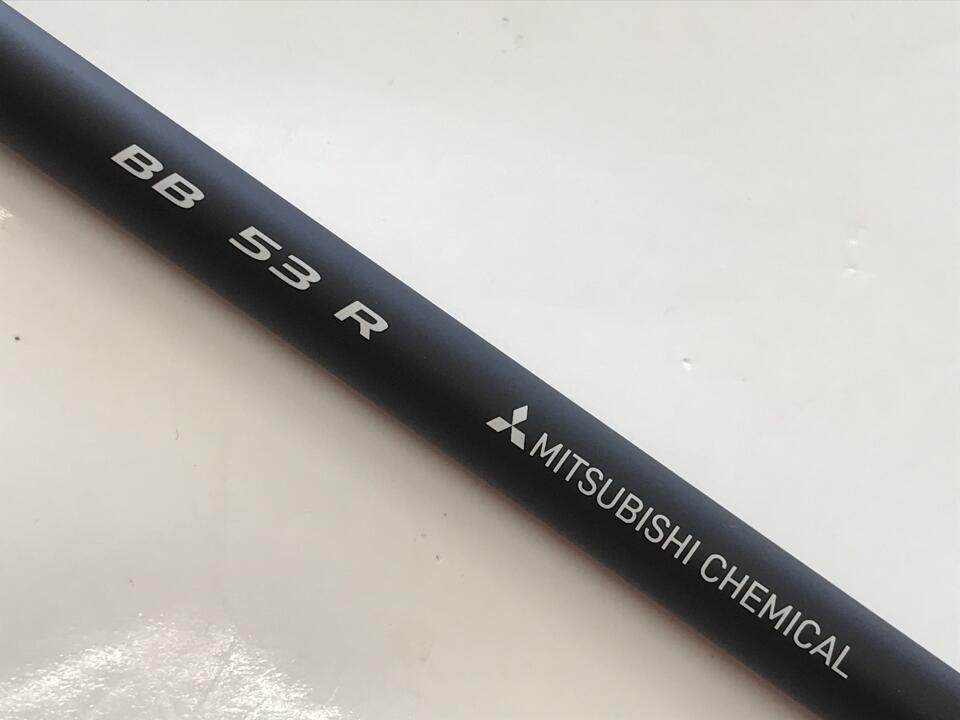 BB 53 R
MITSUBISHI CHEMICAL